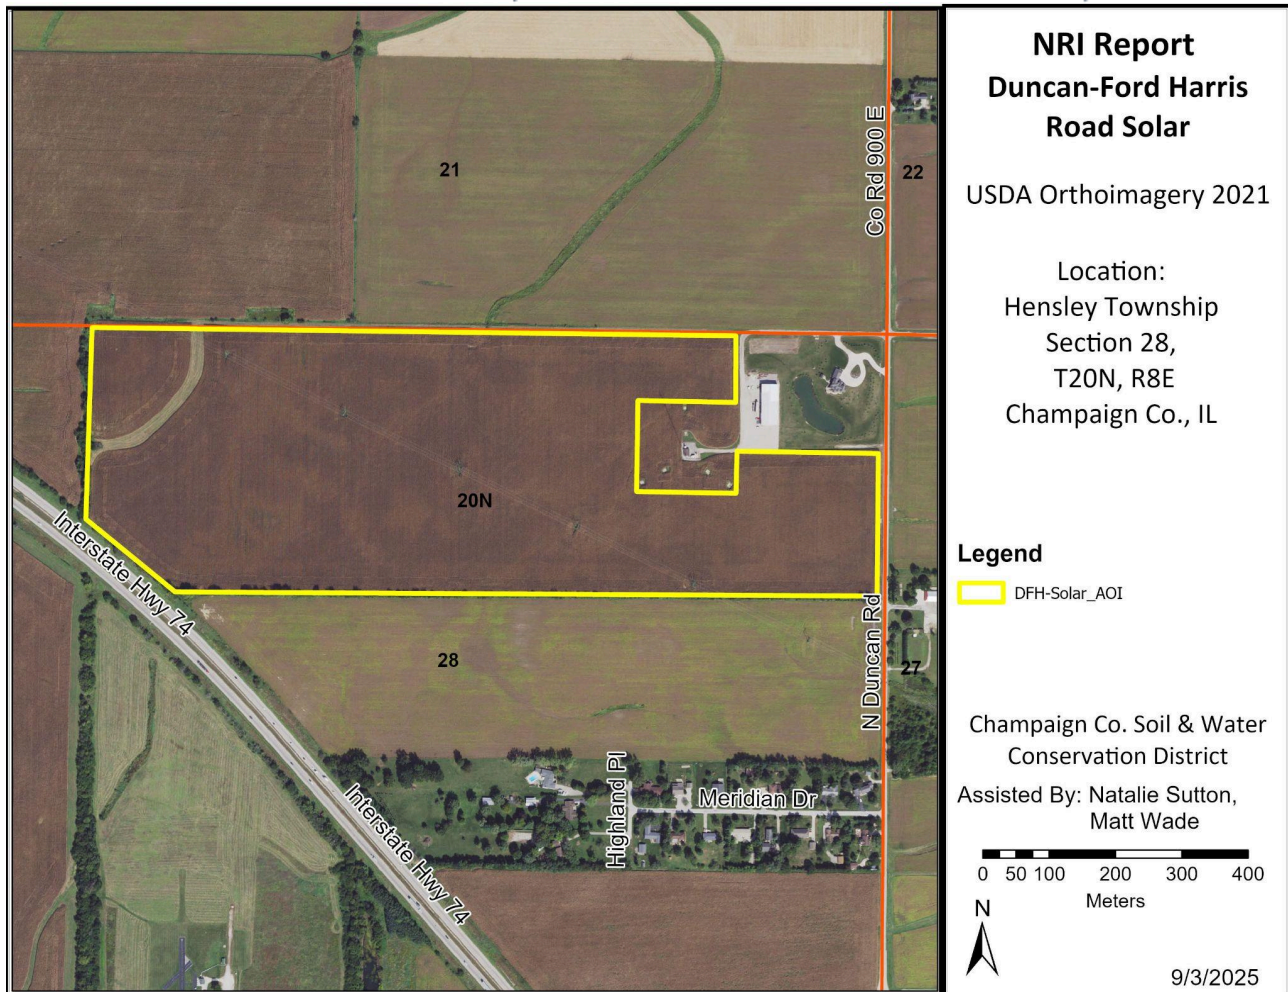 21
22
Co Rd 900 E
20N
Interstate Hwy 74
28
27
N Duncan Rd
Highland Pl
Meridian Dr
Interstate Hwy 74
NRI Report
Duncan-Ford Harris
Road Solar
USDA Orthoimagery 2021
Location:
Hensley Township
Section 28,
T20N, R8E
Champaign Co., IL
Legend
DFH-Solar_AOI
Champaign Co. Soil & Water
Conservation District
Assisted By: Natalie Sutton,
Matt Wade
0 50 100 200 300 400
Meters
N
9/3/2025